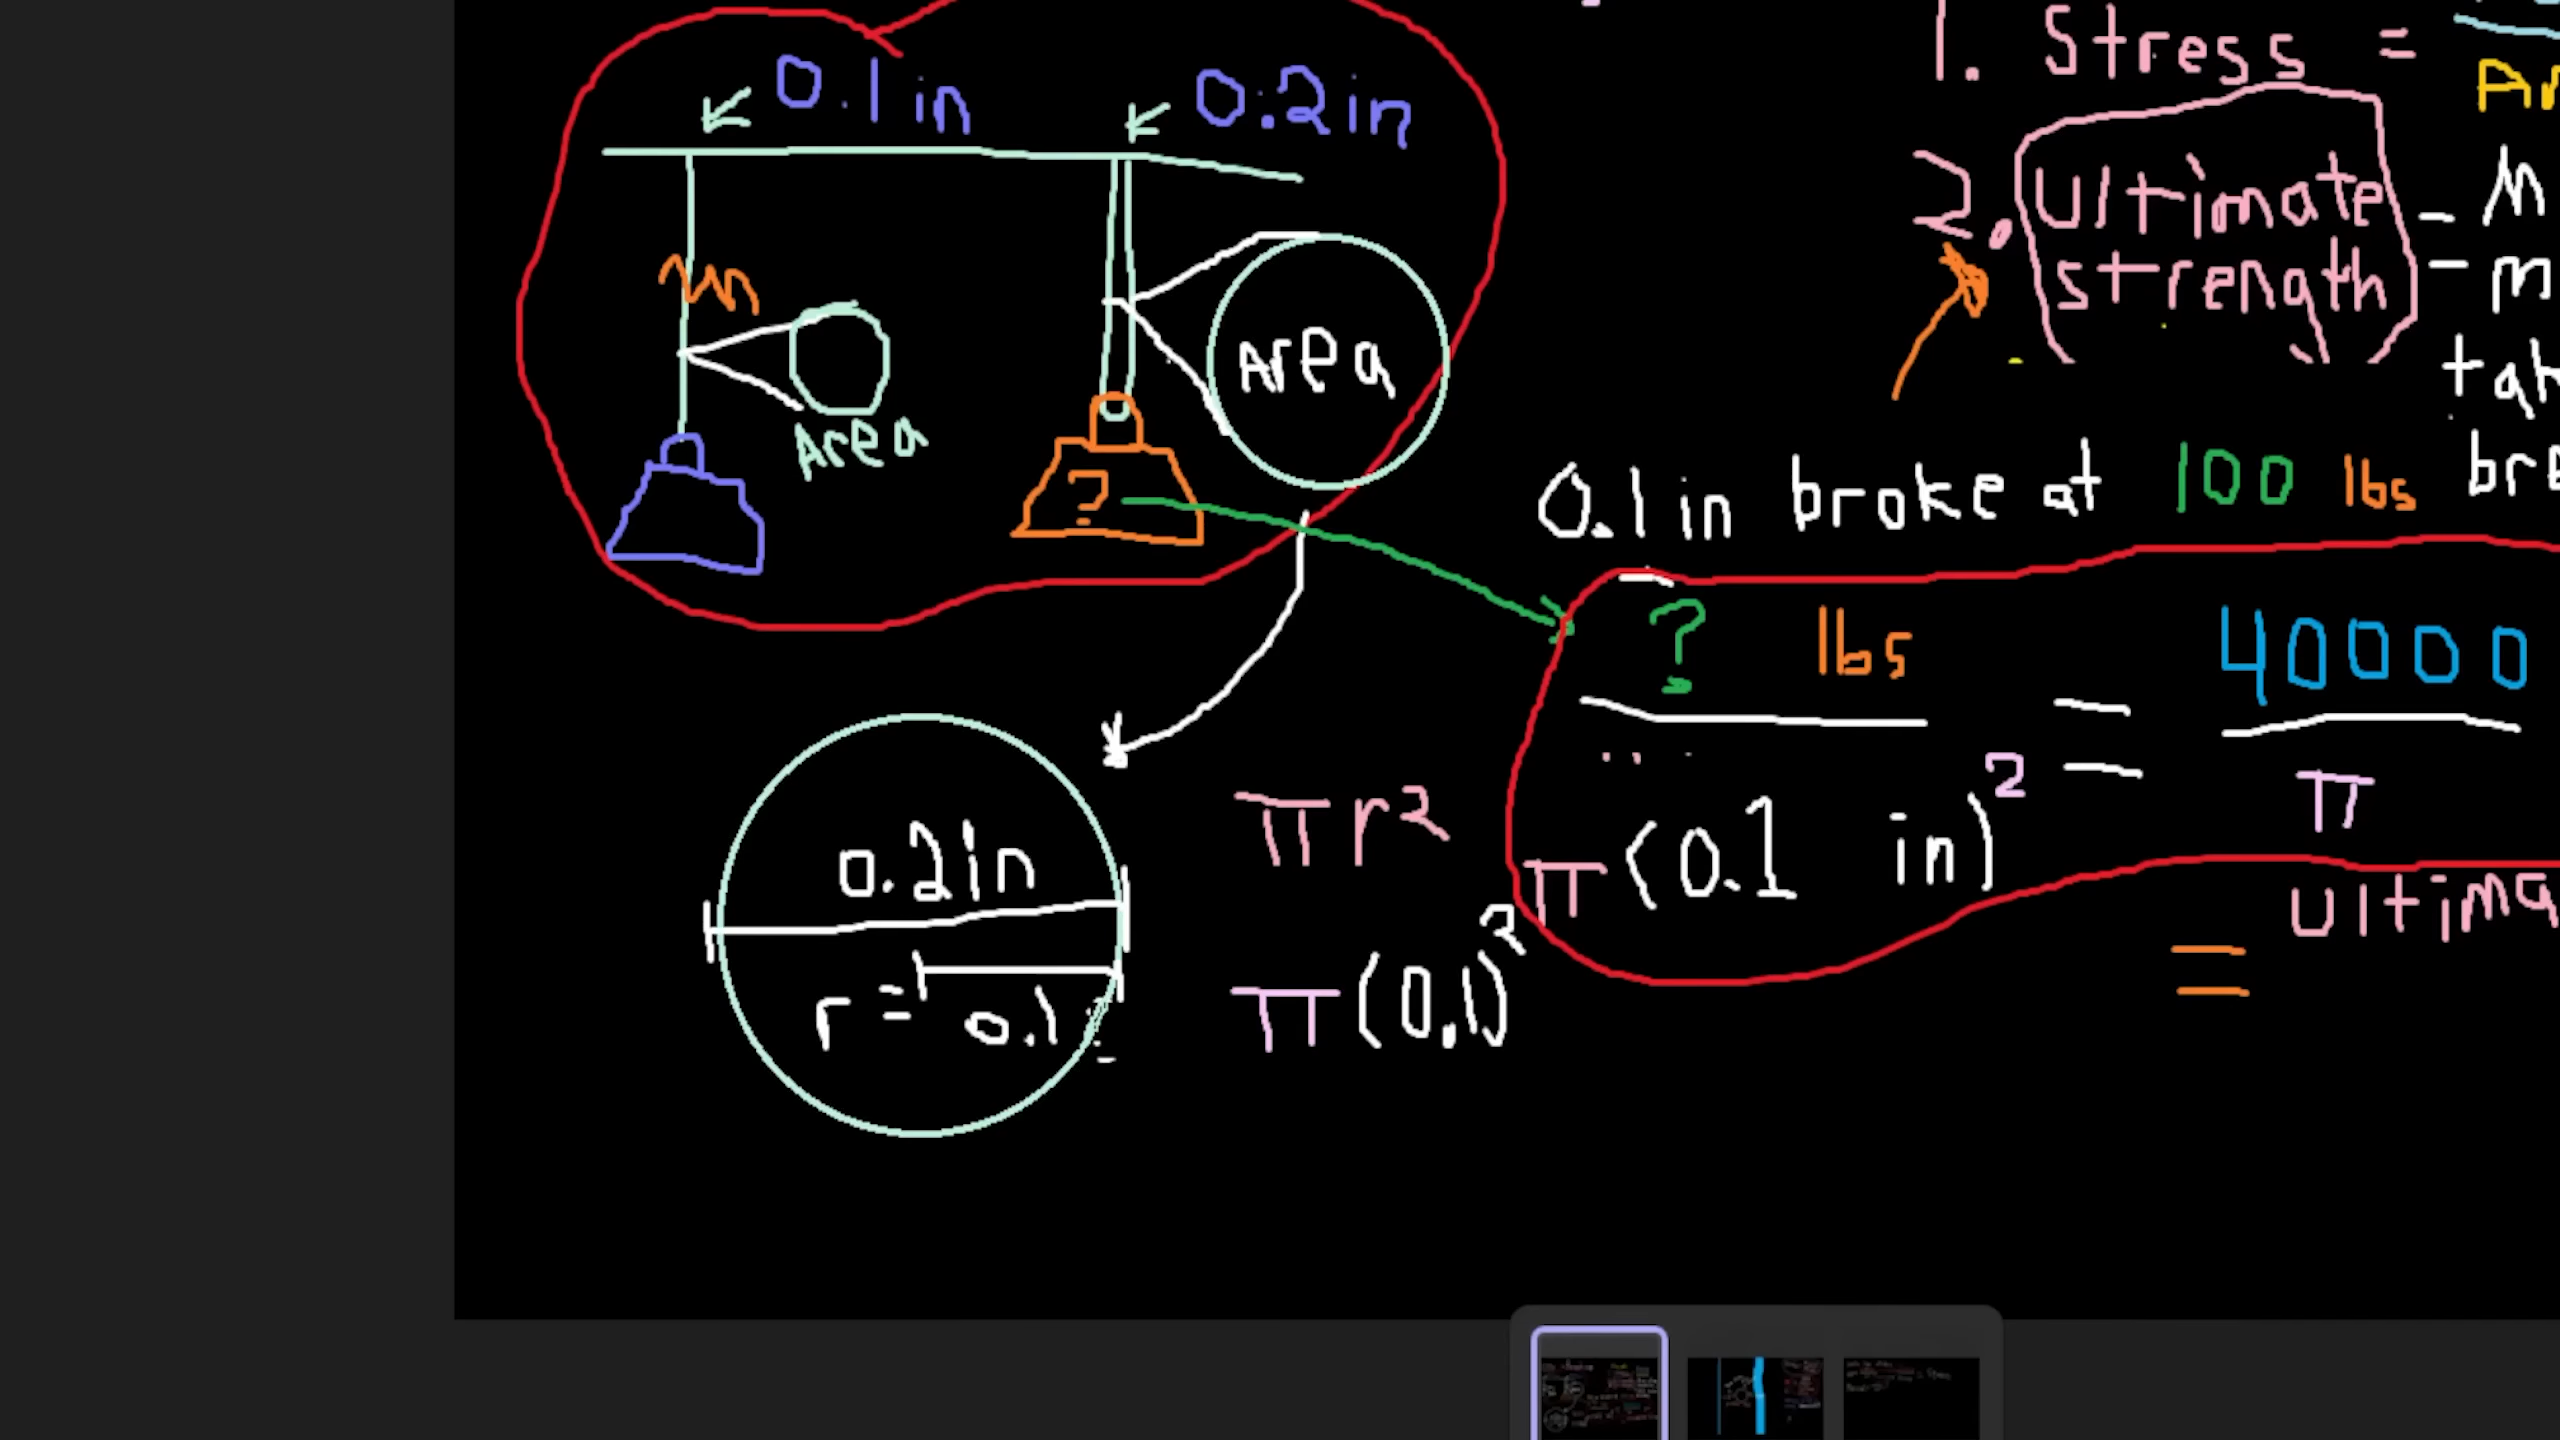 0.1in
0.2in
Area
Area
?
1. Stress =
2. Ultimate -
strength -
0.1in broke at 100 lbs
? lbs
π(0.1 in)²
=
40000
π
=
0.2in
r = 0.1
πr²
π(0.1)²